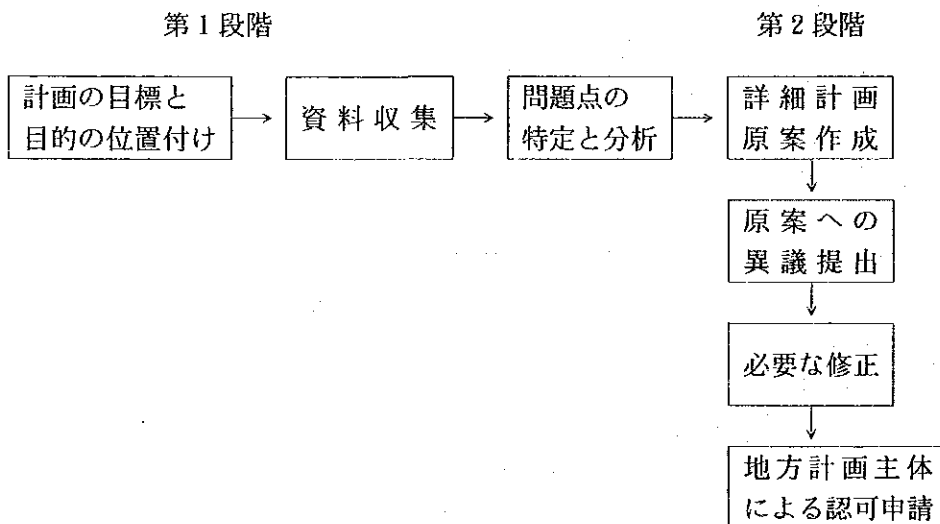 第1段階
第2段階
計画の目標と
目的の位置付け
資料収集
問題点の
特定と分析
詳細計画
原案作成
原案への
異議提出
必要な修正
地方計画主体
による認可申請